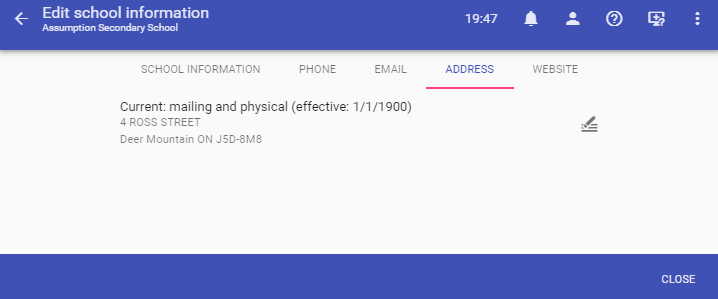 Edit school information
Assumption Secondary School
19:47
SCHOOL INFORMATION
PHONE
EMAIL
ADDRESS
WEBSITE
Current: mailing and physical (effective: 1/1/1900)
4 ROSS STREET
Deer Mountain ON J5D-8M8
CLOSE